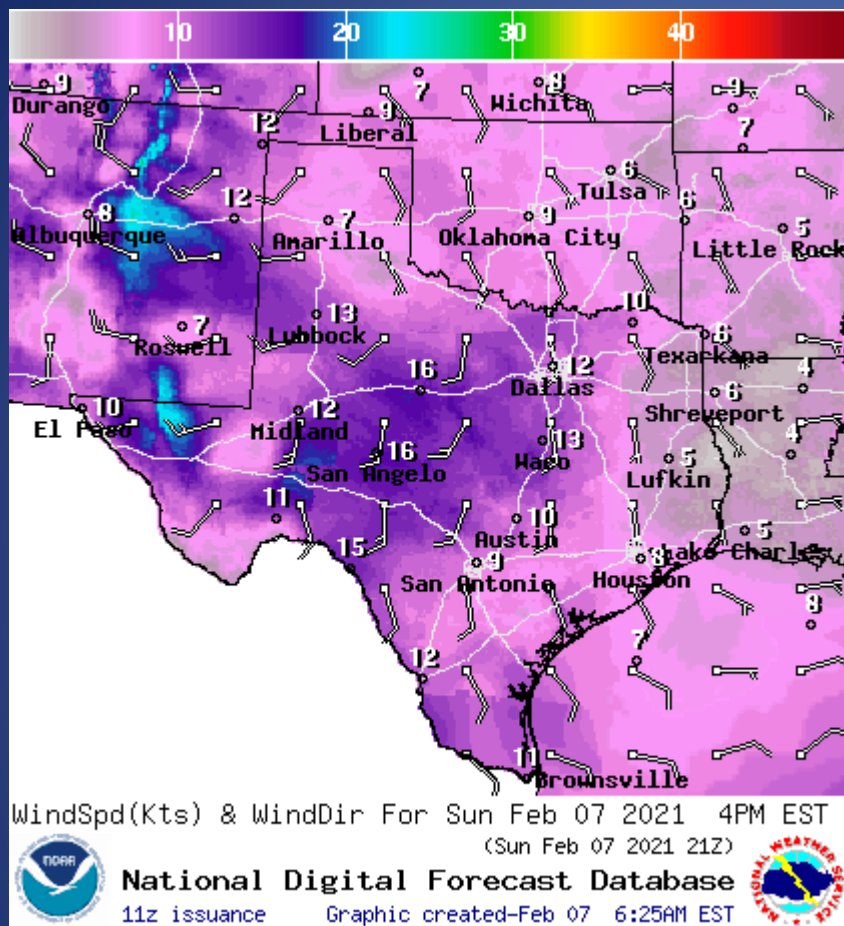 10 20 30 40
9 7 8 9
Durango Wichita
12 9 7
Liberal
6
Tulsa
8 12 7 9 6 5
Albuquerque Amarillo Oklahoma City Little Rock
7 13 10 6
Roswell Lubbock Texarkana
16 12 6 4
Dallas
10 12 Shreveport
El Paso Midland
16 13 5 4
San Angelo Waco Lufkin
11 10 5
Austin
15 9 8 Lake Charles
San Antonio Houston
8
12 7
11
Brownsville
WindSpd(Kts) & WindDir For Sun Feb 07 2021 4PM EST
(Sun Feb 07 2021 21Z)
NOAA
National Digital Forecast Database
11z issuance Graphic created-Feb 07 6:25AM EST
NATIONAL WEATHER SERVICE